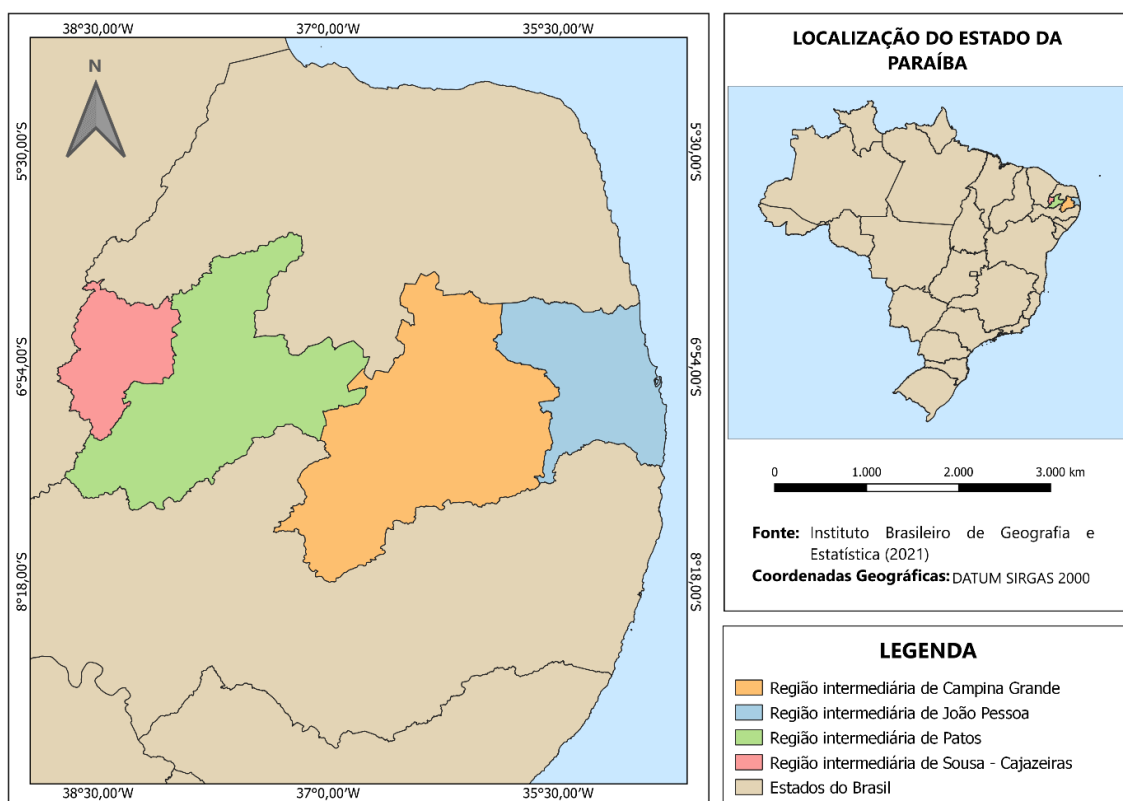 38°30,00′W 37°0,00′W 35°30,00′W
N
5°30,00′S
6°54,00′S
8°18,00′S
5°30,00′S
6°54,00′S
8°18,00′S
38°30,00′W 37°0,00′W 35°30,00′W
LOCALIZAÇÃO DO ESTADO DA
PARAÍBA
0 1.000 2.000 3.000 km
Fonte: Instituto Brasileiro de Geografia e
Estatística (2021)
Coordenadas Geográficas: DATUM SIRGAS 2000
LEGENDA
Região intermediária de Campina Grande
Região intermediária de João Pessoa
Região intermediária de Patos
Região intermediária de Sousa - Cajazeiras
Estados do Brasil